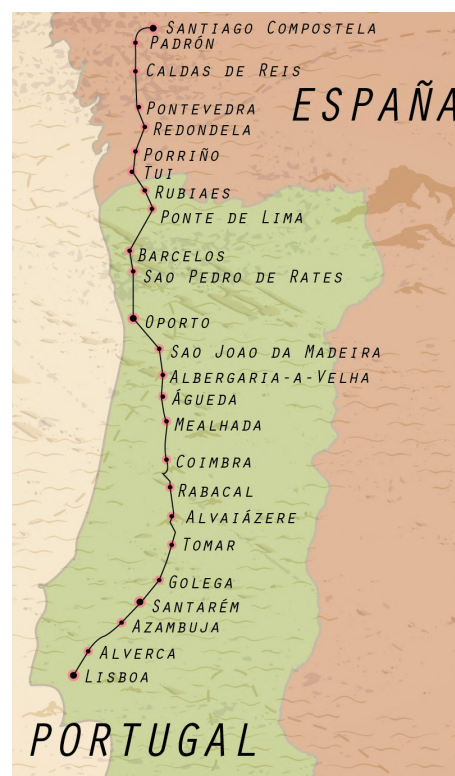 SANTIAGO COMPOSTELA
PADRÓN
CALDAS DE REIS
ESPAÑA
PONTEVEDRA
REDONDELA
PORRIÑO
TUI
RUBIAES
PONTE DE LIMA
BARCELOS
SAO PEDRO DE RATES
OPORTO
SAO JOAO DA MADEIRA
ALBERGARIA-A-VELHA
ÁGUEDA
MEALHADA
COIMBRA
RABACAL
ALVAIÁZERE
TOMAR
GOLEGA
SANTARÉM
AZAMBUJA
ALVERCA
LISBOA
PORTUGAL